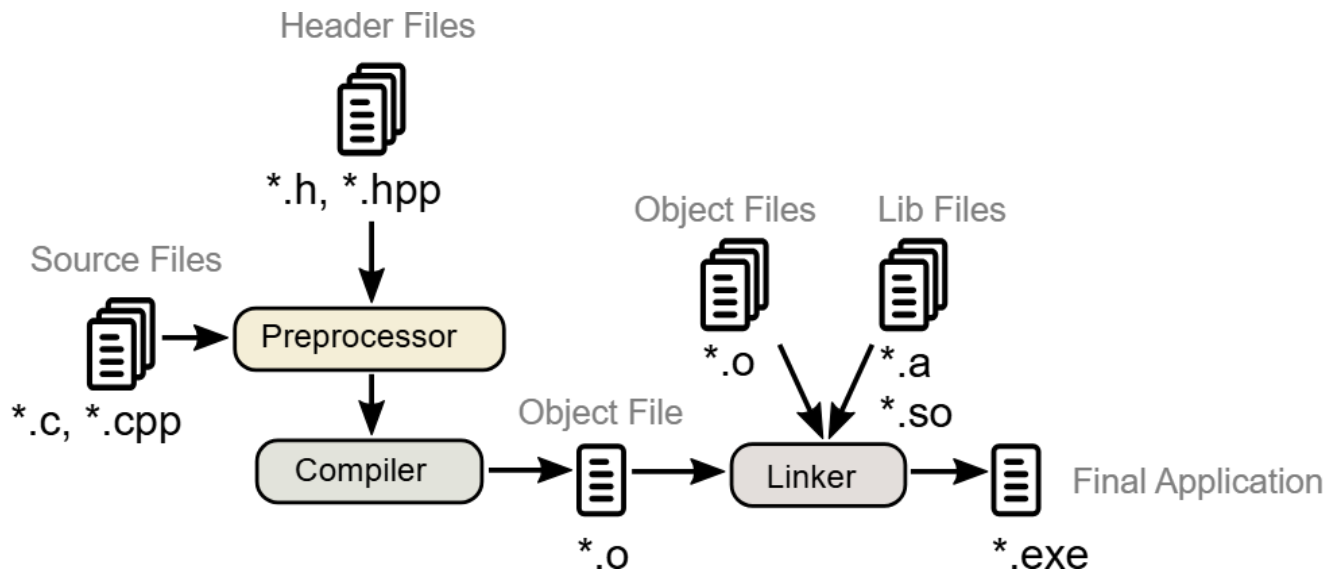 Header Files
*.h, *.hpp
Source Files
*.c, *.cpp
Preprocessor
Compiler
Object File
*.o
Object Files
*.o
Lib Files
*.a
*.so
Linker
Final Application
*.exe